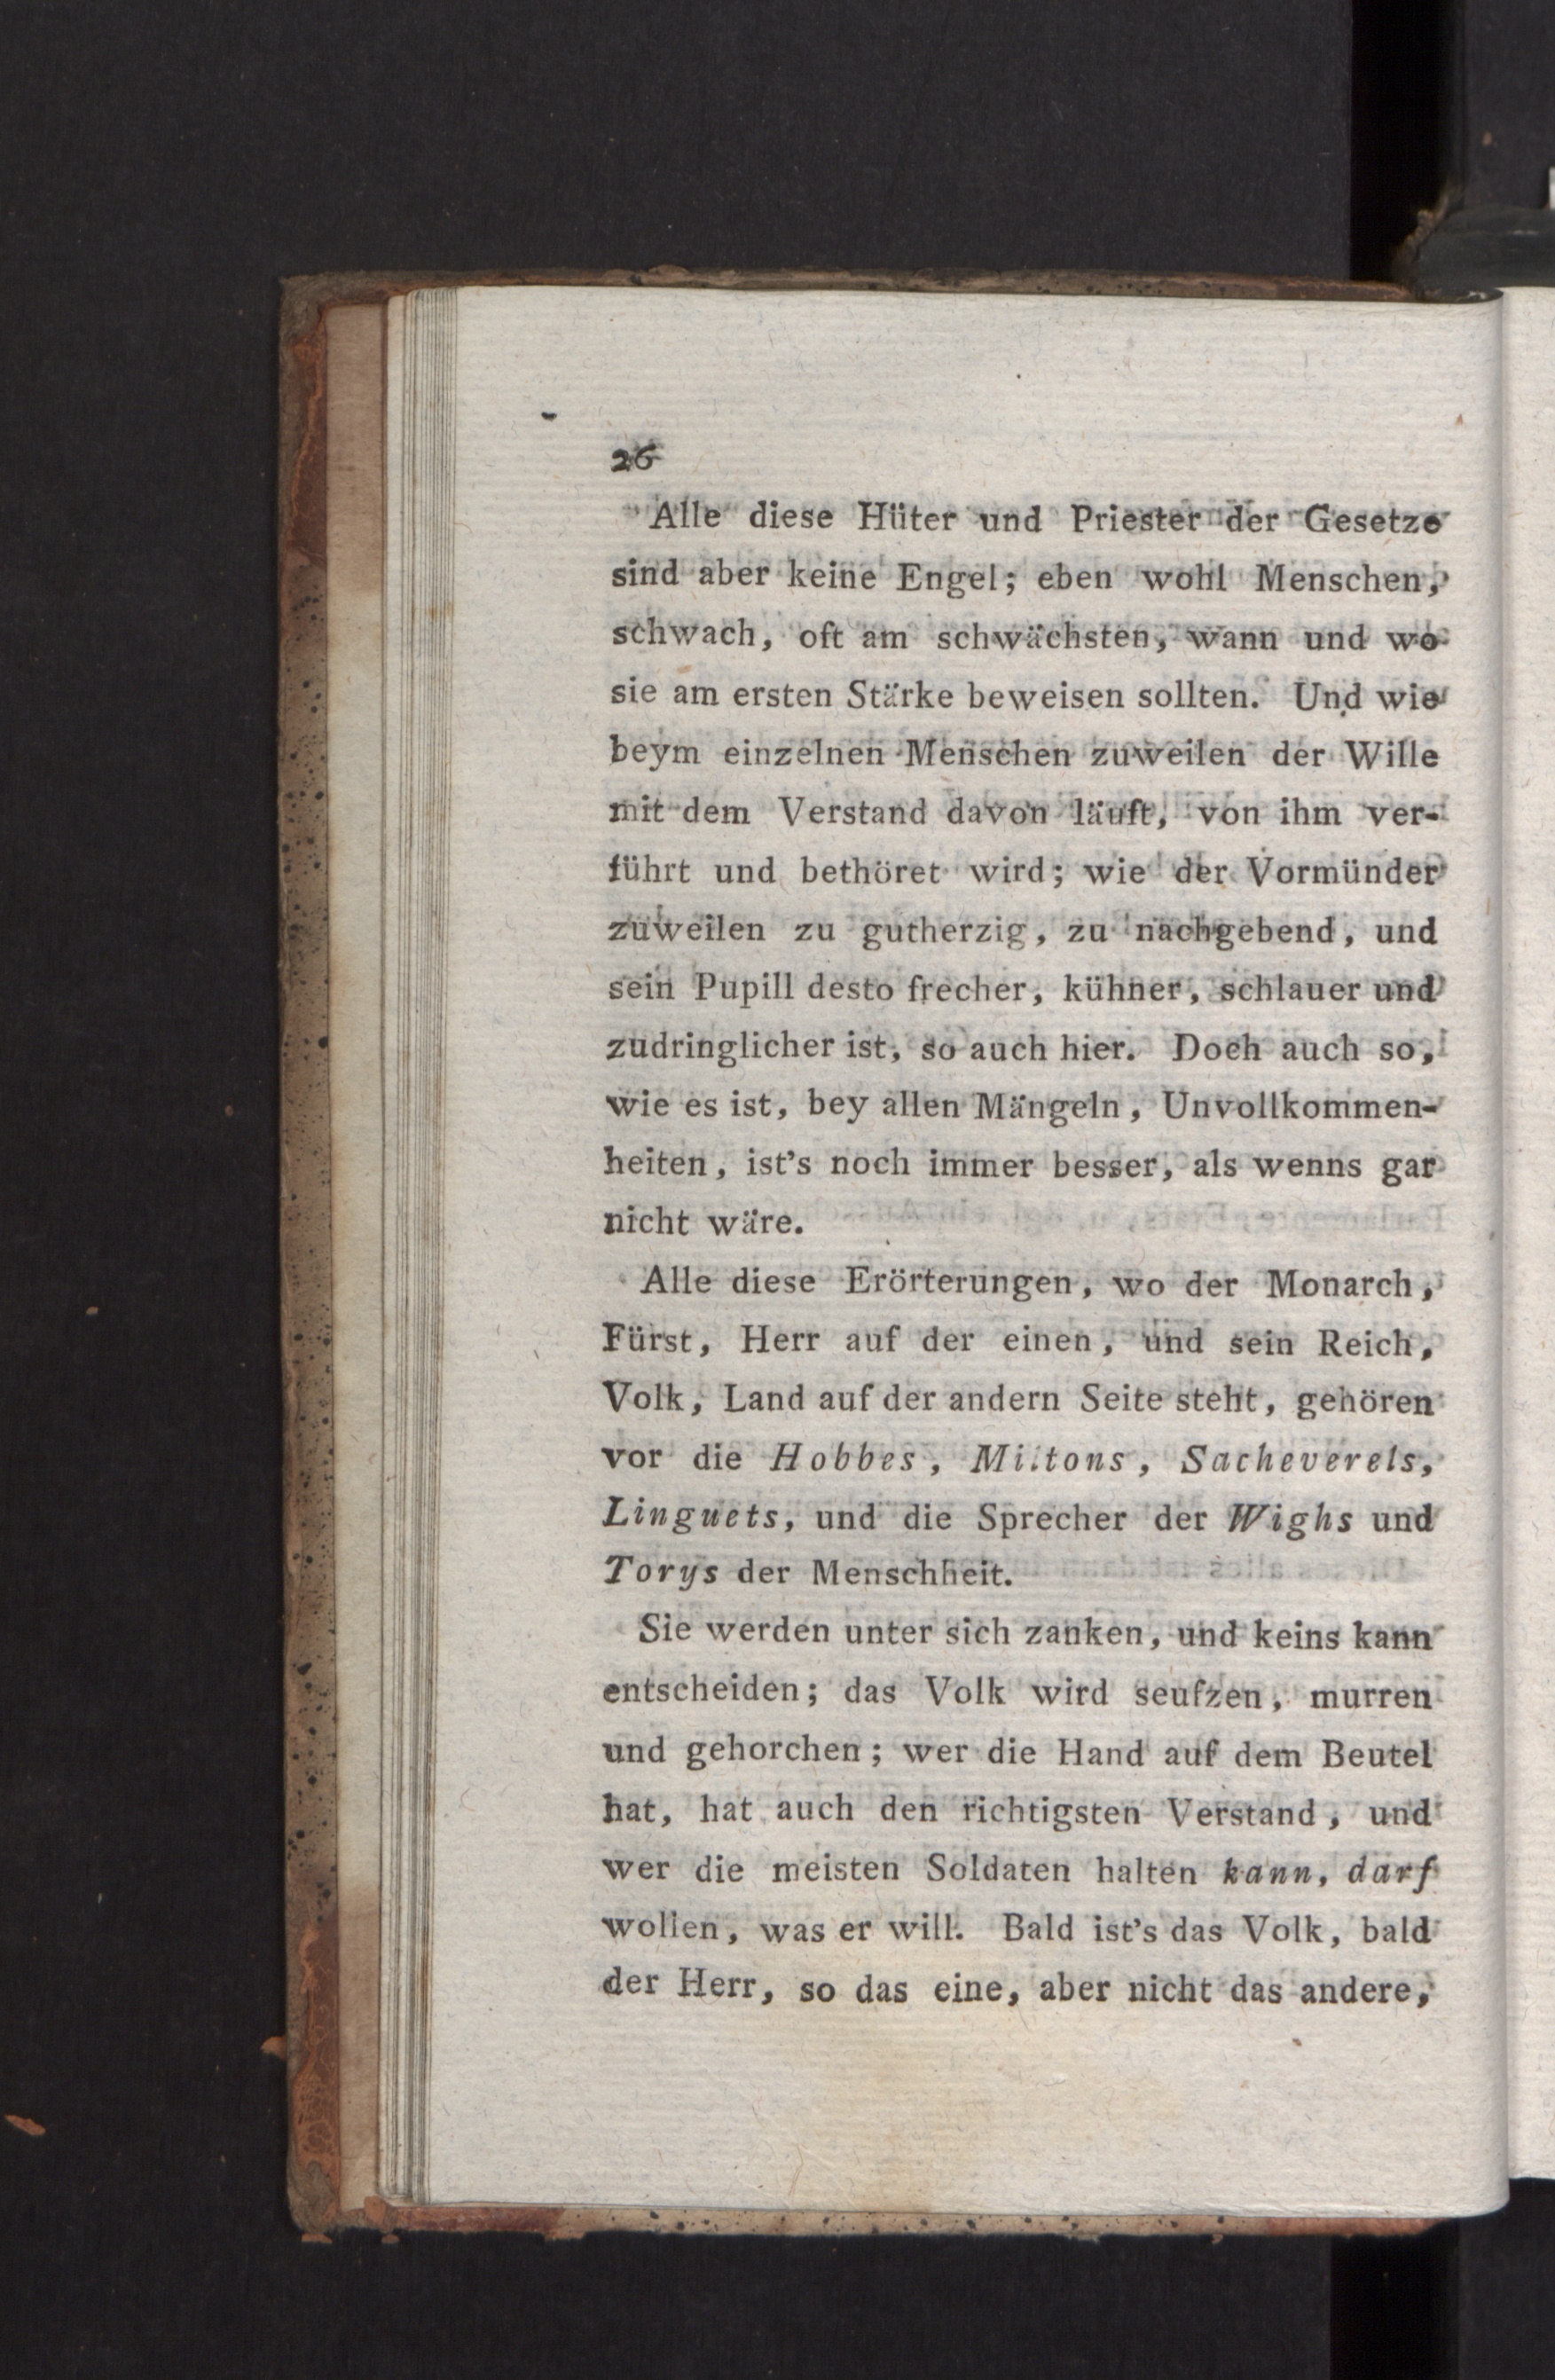 26
Alle diese Hüter und Priester der Gesetze
sind aber keine Engel; eben wohl Menschen,
schwach, oft am schwächsten, wann und wo
sie am ersten Stärke beweisen sollten. Und wie
beym einzelnen Menschen zuweilen der Wille
mit dem Verstand davon läuft, von ihm ver-
führt und bethöret wird; wie der Vormünder
zuweilen zu gutherzig, zu nachgebend, und
sein Pupill desto frecher, kühner, schlauer und
zudringlicher ist, so auch hier. Doch auch so,
wie es ist, bey allen Mängeln, Unvollkommen-
heiten, ist's noch immer besser, als wenns gar
nicht wäre.
Alle diese Erörterungen, wo der Monarch,
Fürst, Herr auf der einen, und sein Reich,
Volk, Land auf der andern Seite steht, gehören
vor die Hobbes, Miltons, Sacheverels,
Linguets, und die Sprecher der Wighs und
Torys der Menschheit.
Sie werden unter sich zanken, und keins kann
entscheiden; das Volk wird seufzen, murren
und gehorchen; wer die Hand auf dem Beutel
hat, hat auch den richtigsten Verstand, und
wer die meisten Soldaten halten kann, darf
wollen, was er will. Bald ist's das Volk, bald
der Herr, so das eine, aber nicht das andere,